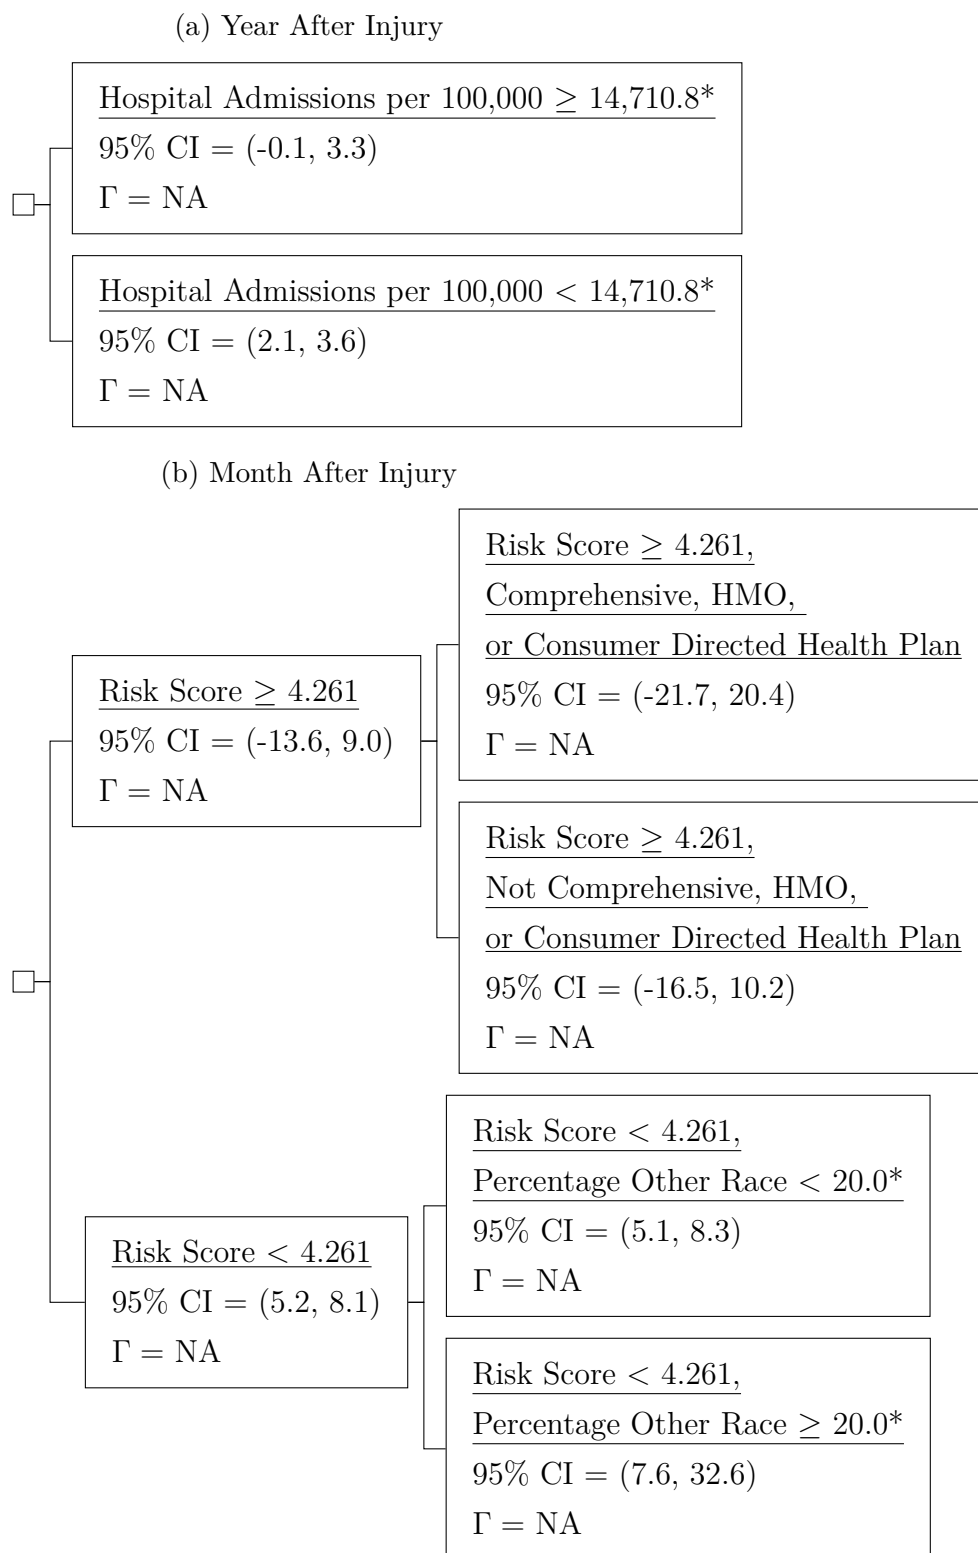 (a) Year After Injury
Hospital Admissions per 100,000 ≥ 14,710.8*
95% CI = (-0.1, 3.3)
Γ = NA
Hospital Admissions per 100,000 < 14,710.8*
95% CI = (2.1, 3.6)
Γ = NA
(b) Month After Injury
Risk Score ≥ 4.261
95% CI = (-13.6, 9.0)
Γ = NA
Risk Score ≥ 4.261,
Comprehensive, HMO,
or Consumer Directed Health Plan
95% CI = (-21.7, 20.4)
Γ = NA
Risk Score ≥ 4.261,
Not Comprehensive, HMO,
or Consumer Directed Health Plan
95% CI = (-16.5, 10.2)
Γ = NA
Risk Score < 4.261
95% CI = (5.2, 8.1)
Γ = NA
Risk Score < 4.261,
Percentage Other Race < 20.0*
95% CI = (5.1, 8.3)
Γ = NA
Risk Score < 4.261,
Percentage Other Race ≥ 20.0*
95% CI = (7.6, 32.6)
Γ = NA